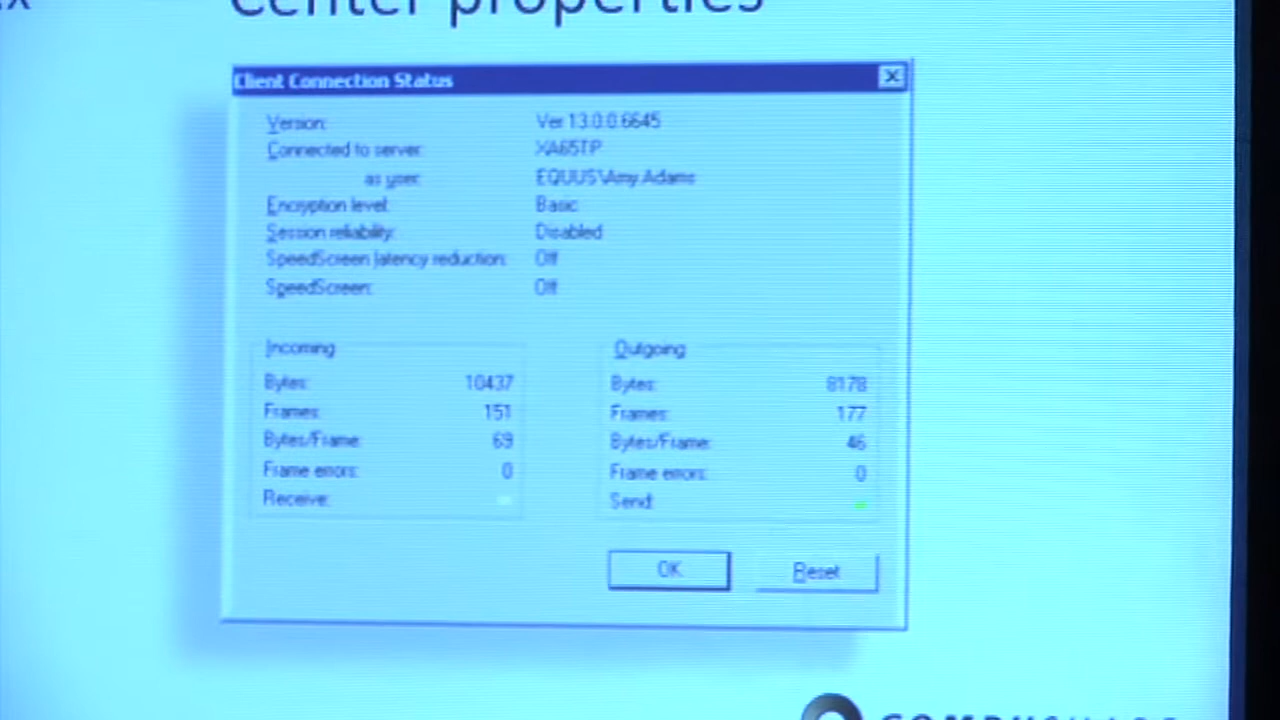 Center properties
Client Connection Status
Version: Ver 13.0.0.6645
Connected to server: XA65TP
as user: EQUUS\Amy.Adams
Encryption level: Basic
Session reliability: Disabled
SpeedScreen latency reduction: Off
SpeedScreen: Off
Incoming Outgoing
Bytes: 10437 Bytes: 8178
Frames: 151 Frames: 177
Bytes/Frame: 69 Bytes/Frame: 46
Frame errors: 0 Frame errors: 0
Receive: Send:
OK Reset